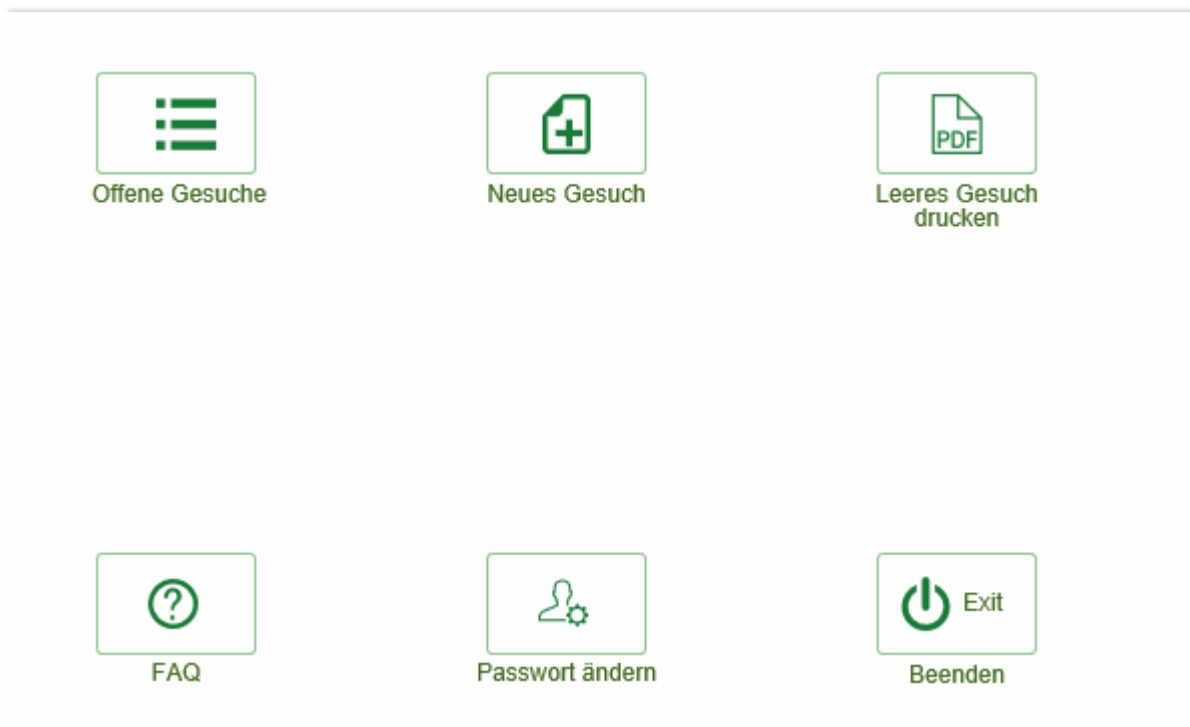 PDF
Offene Gesuche
Neues Gesuch
Leeres Gesuch
drucken
Exit
FAQ
Passwort ändern
Beenden